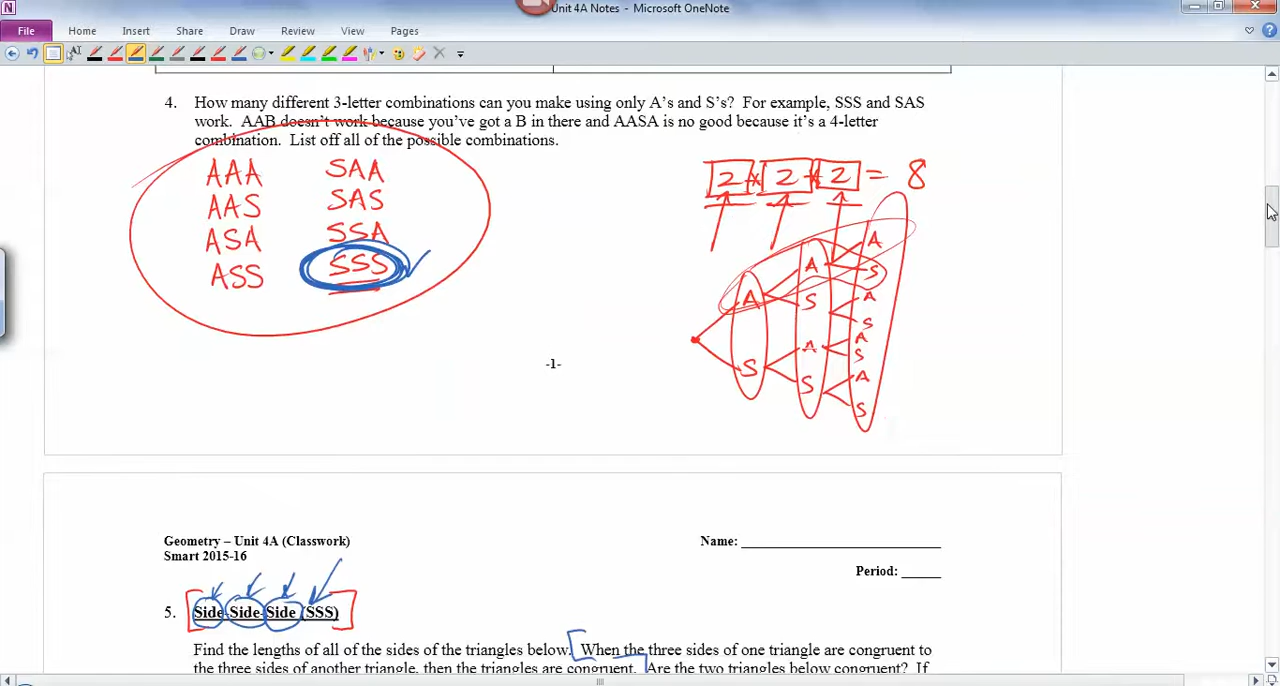 Unit 4A Notes - Microsoft OneNote
File Home Insert Share Draw Review View Pages
4. How many different 3-letter combinations can you make using only A's and S's? For example, SSS and SAS
work. AAB doesn't work because you've got a B in there and AASA is no good because it's a 4-letter
combination. List off all of the possible combinations.
AAA SAA
AAS SAS
ASA SSA
ASS SSS
2 × 2 × 2 = 8
A
A S
A S A
S
A
A S
S A
S
-1-
Geometry – Unit 4A (Classwork)
Smart 2015-16
Name:
Period:
5. Side-Side-Side (SSS)
Find the lengths of all of the sides of the triangles below. When the three sides of one triangle are congruent to
the three sides of another triangle, then the triangles are congruent. Are the two triangles below congruent? If